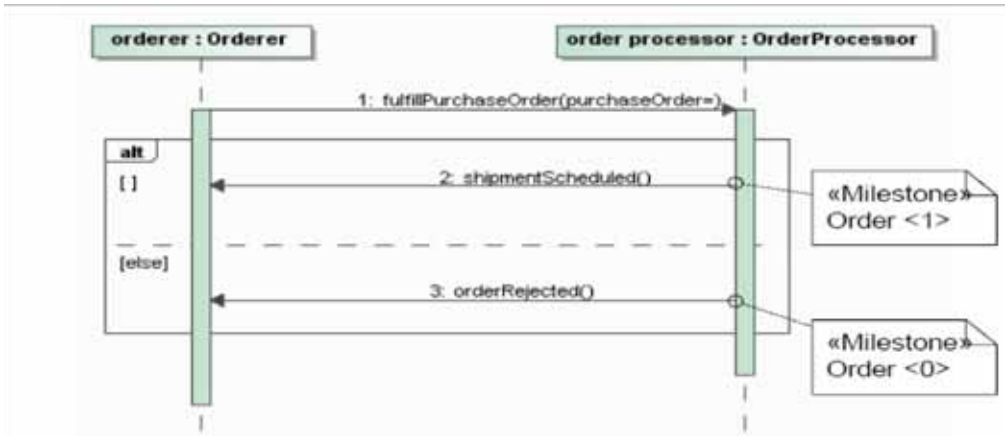 orderer : Orderer
order processor : OrderProcessor
1: fulfillPurchaseOrder(purchaseOrder=)
alt
[ ]
2: shipmentScheduled()
«Milestone»
Order <1>
[else]
3: orderRejected()
«Milestone»
Order <0>